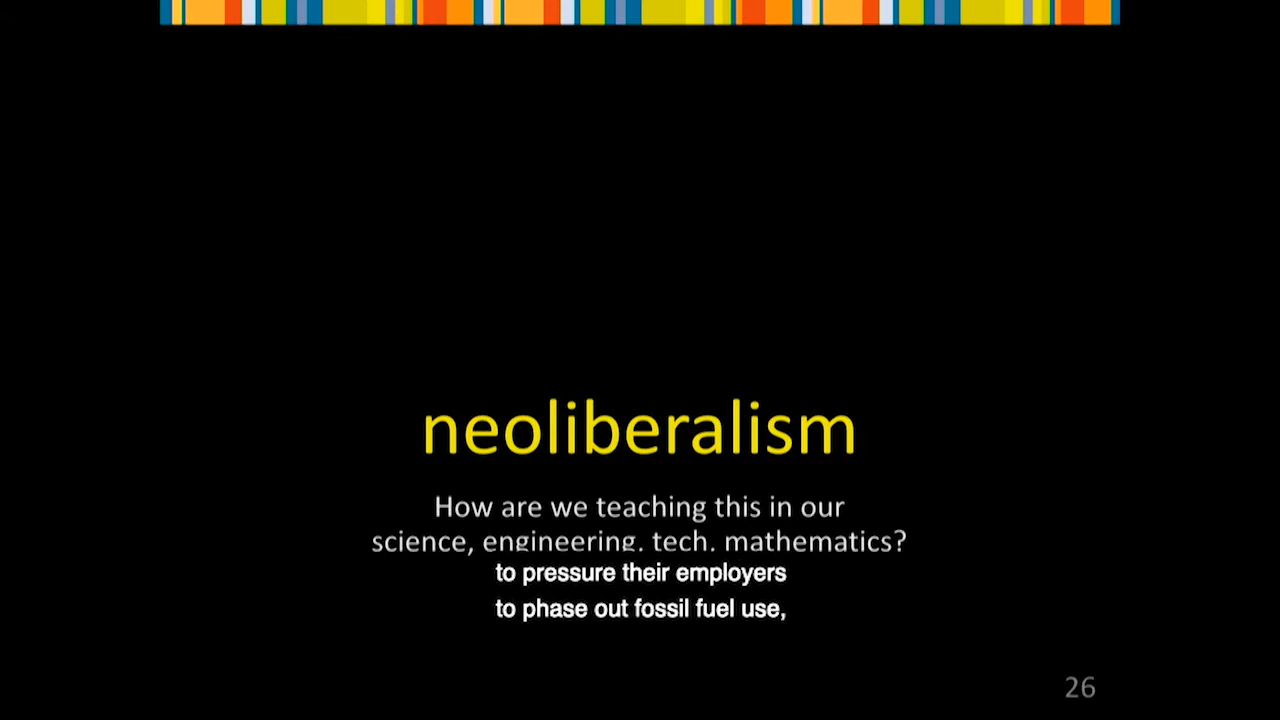 neoliberalism
How are we teaching this in our
science, engineering, tech, mathematics?
to pressure their employers
to phase out fossil fuel use,
26